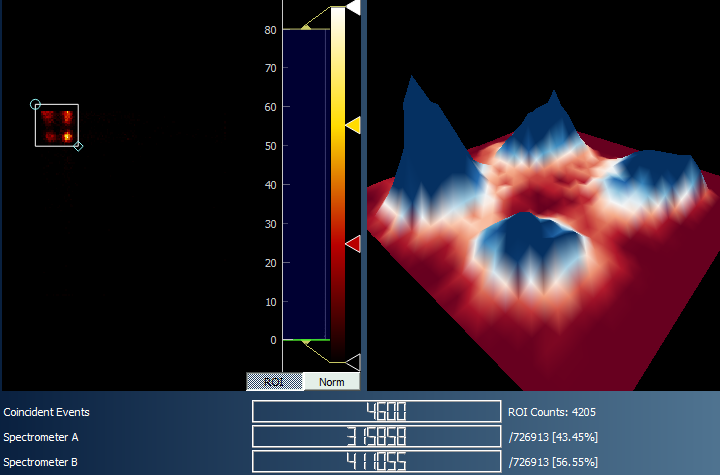 80
70
60
50
40
30
20
10
0
ROI Norm
Coincident Events 4600 ROI Counts: 4205
Spectrometer A 315858 /726913 [43.45%]
Spectrometer B 411055 /726913 [56.55%]